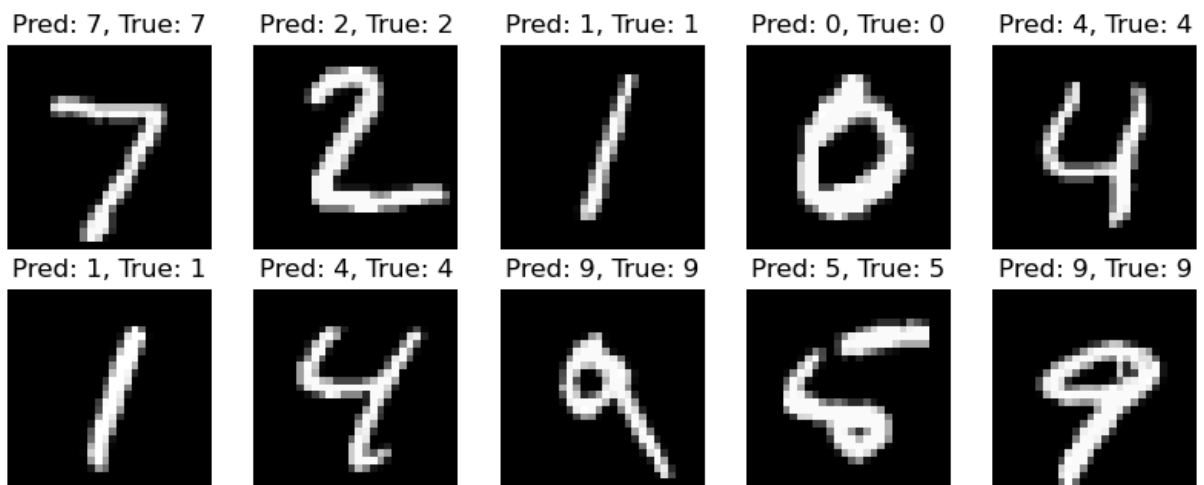 Pred: 7, True: 7 Pred: 2, True: 2 Pred: 1, True: 1 Pred: 0, True: 0 Pred: 4, True: 4
7 2 1 0 4
Pred: 1, True: 1 Pred: 4, True: 4 Pred: 9, True: 9 Pred: 5, True: 5 Pred: 9, True: 9
1 4 9 5 9